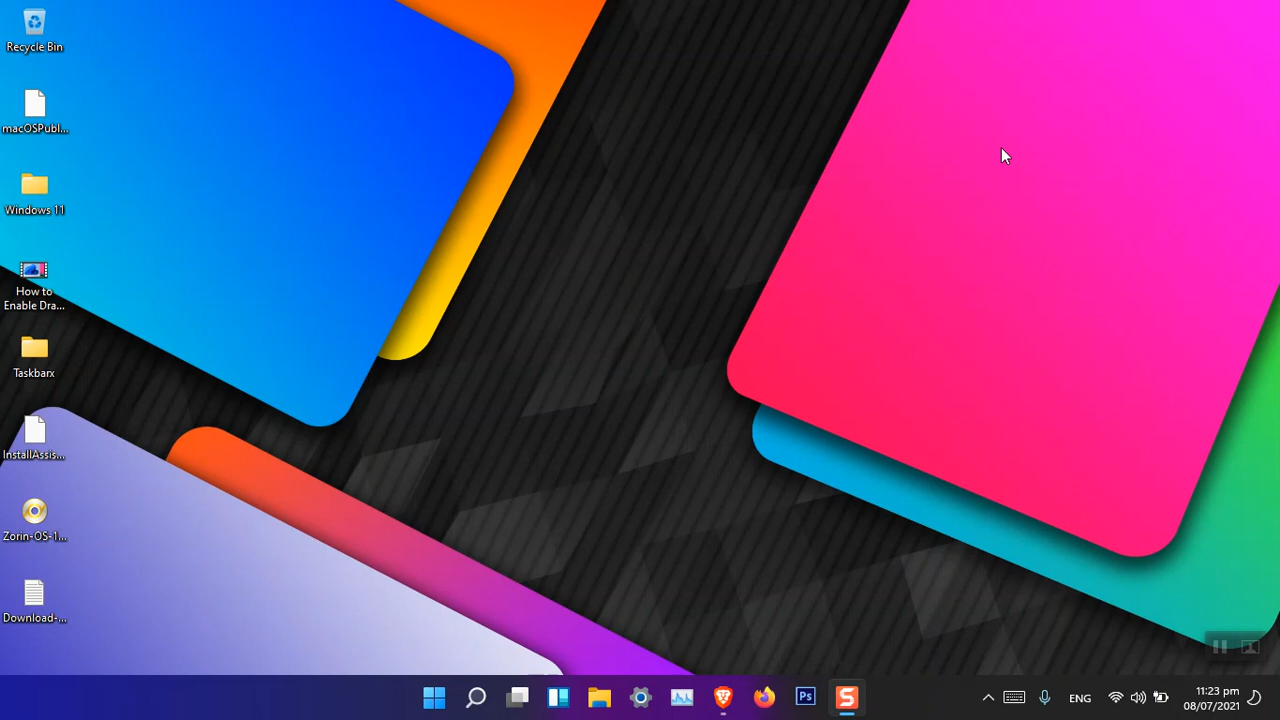 Recycle Bin
macOSPubl...
Windows 11
How to
Enable Dra...
Taskbarx
InstallAssis...
Zorin-OS-1...
Download-...
Ps
S
ENG
11:23 pm
08/07/2021